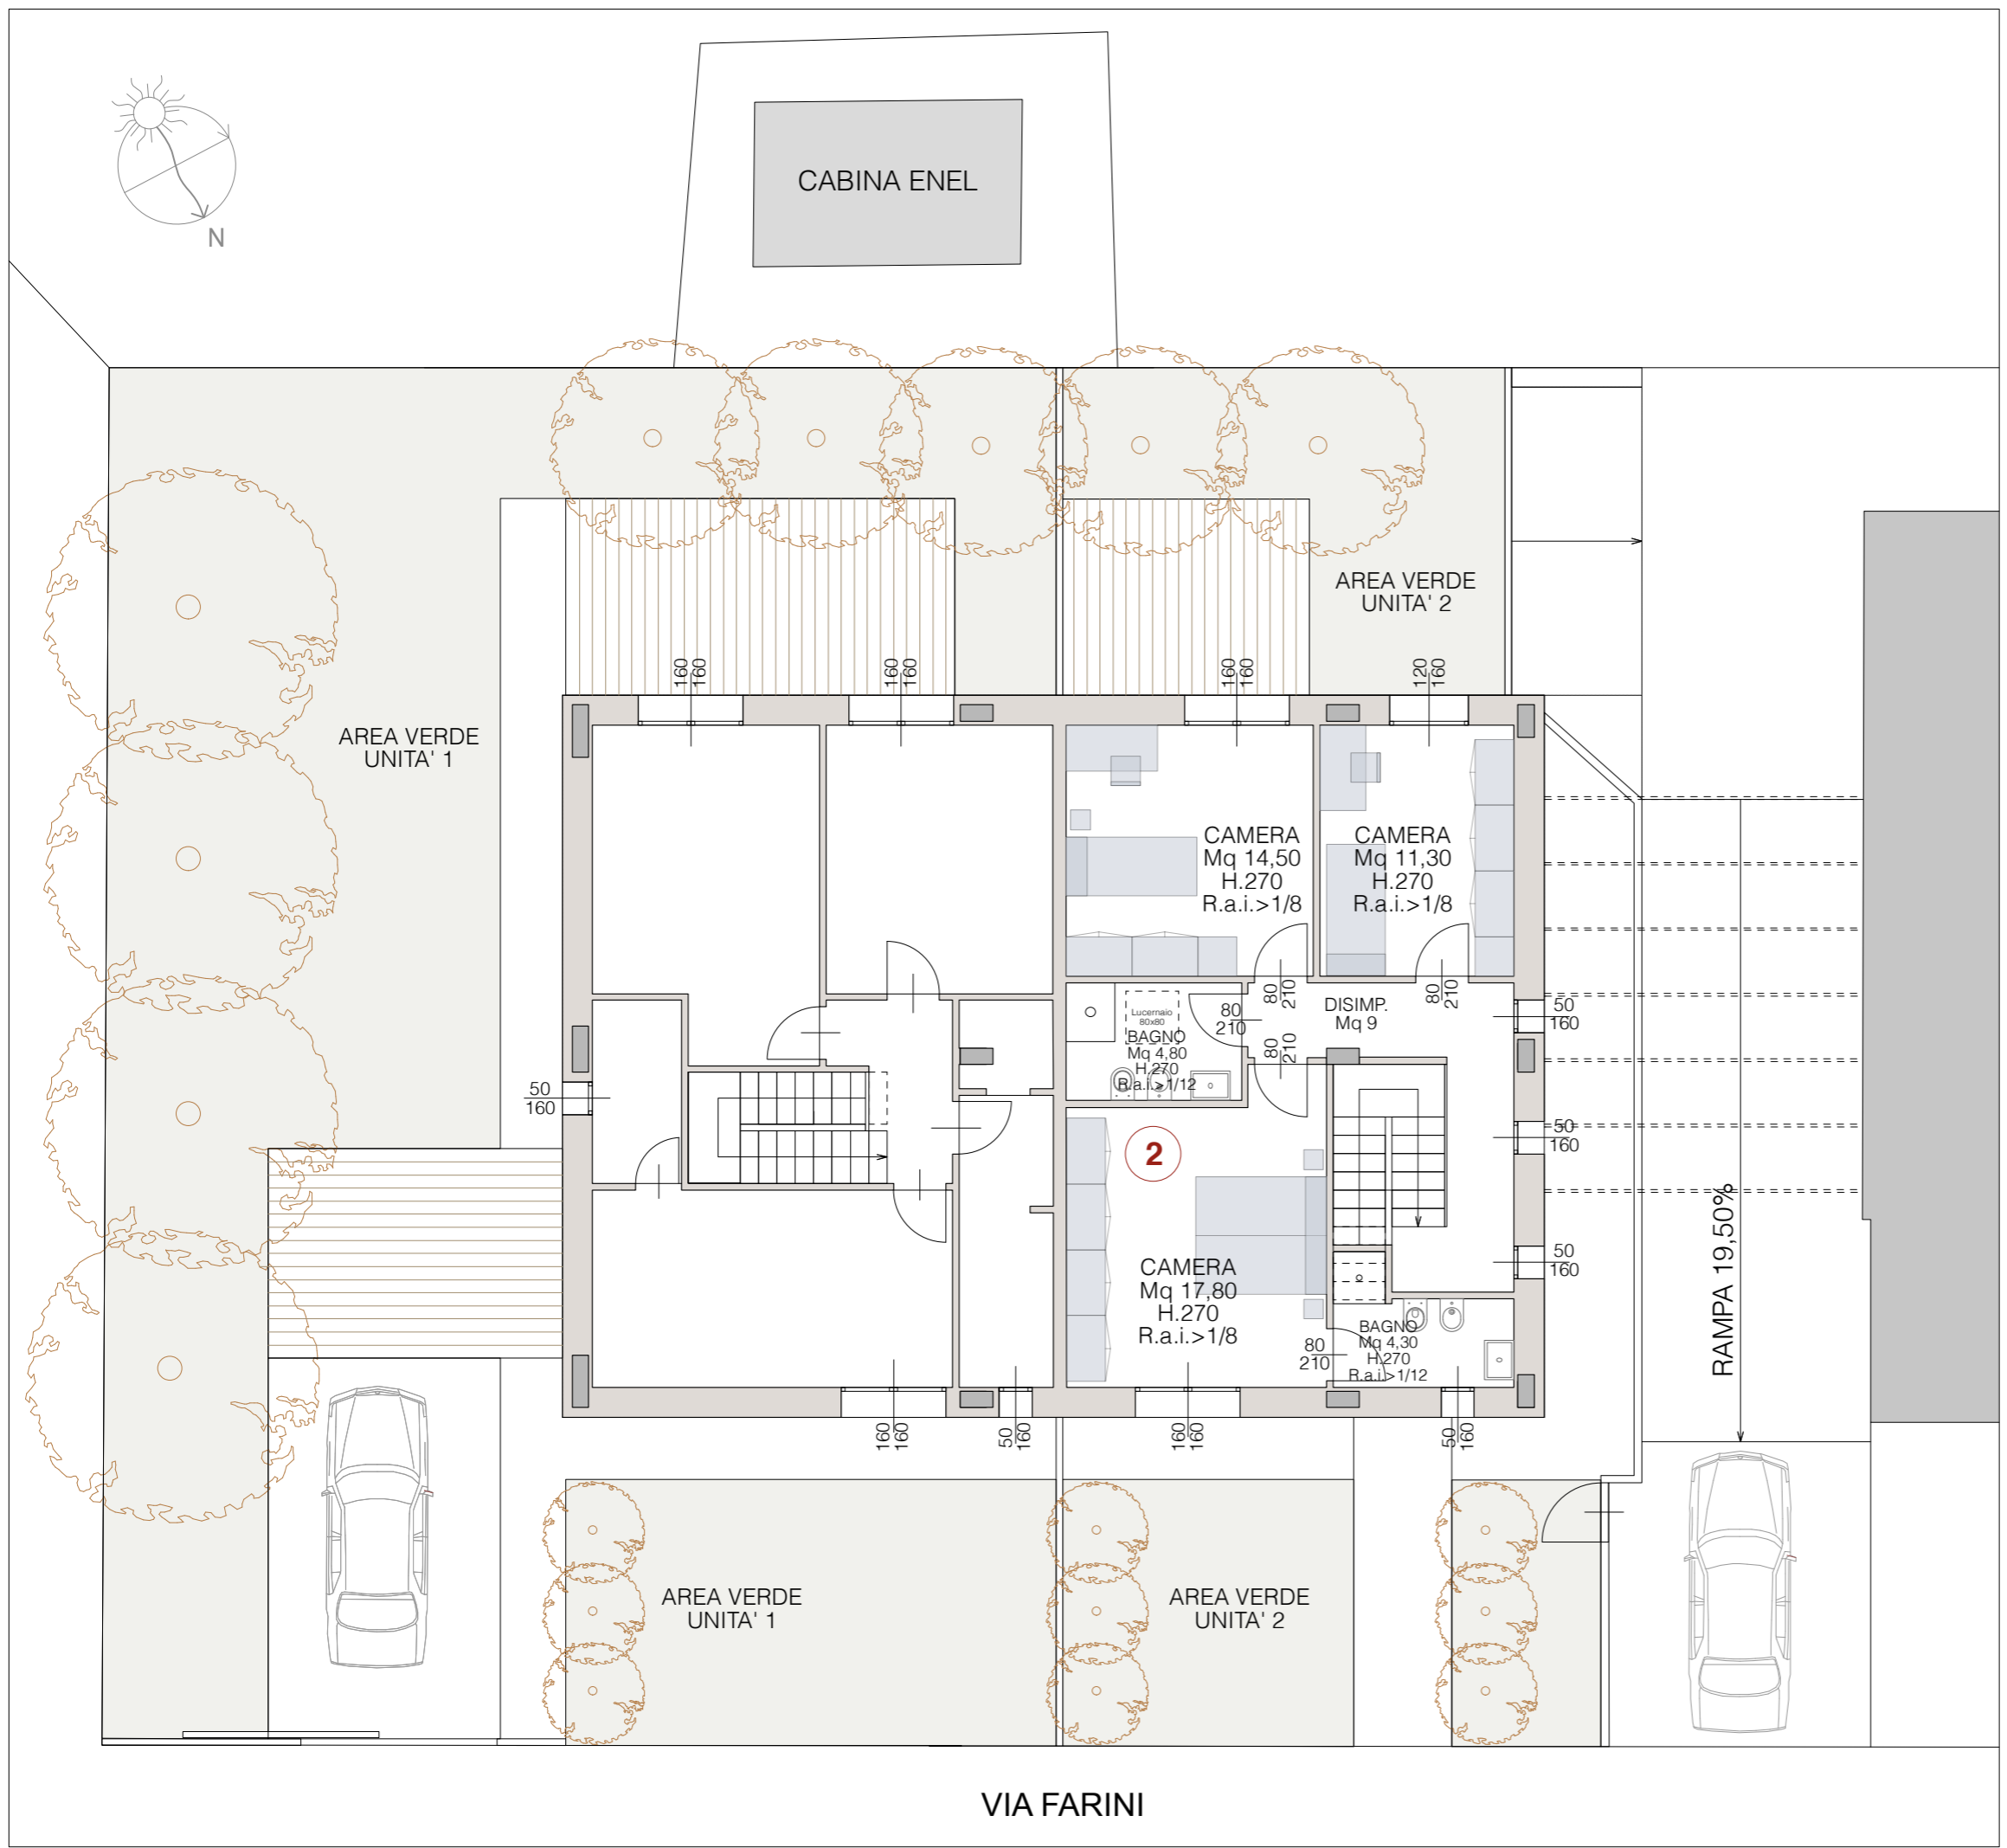 CABINA ENEL
N
AREA VERDE
UNITA' 2
160
160
160
160
160
160
120
160
AREA VERDE
UNITA' 1
CAMERA
Mq 14,50
H.270
R.a.i.>1/8
CAMERA
Mq 11,30
H.270
R.a.i.>1/8
80
210
80
210
DISIMP.
Mq 9
50
160
Lucernaio
80x80
BAGNO
Mq 4,80
H.270
R.a.i.>1/12
80
210
80
210
50
160
50
160
2
CAMERA
Mq 17,80
H.270
R.a.i.>1/8
50
160
RAMPA 19,50%
BAGNO
Mq 4,30
H.270
R.a.i.>1/12
80
210
160
160
50
160
160
160
50
160
AREA VERDE
UNITA' 1
AREA VERDE
UNITA' 2
VIA FARINI